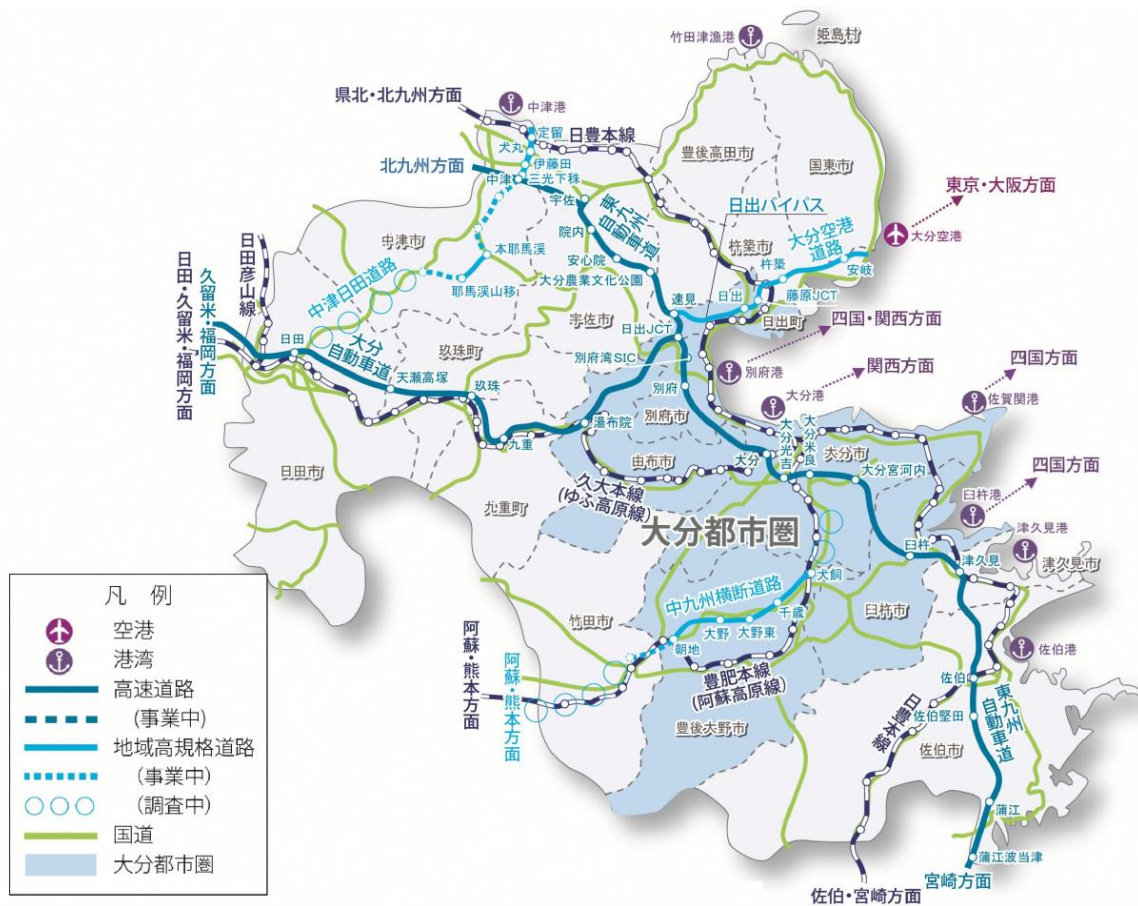 姫島村
竹田津漁港
県北・北九州方面
中津港
定留
日豊本線
犬丸
伊藤田
北九州方面
中津
三光下秣
豊後高田市
国東市
宇佐
東九州
自動車道
日出バイパス
東京・大阪方面
大分空港
院内
中津市
本耶馬渓
安心院
杵築市
大分空港
道路
杵築
安岐
日田彦山線
久留米・福岡方面
日田・久留米・福岡方面
中津日田道路
耶馬溪山移
大分農業文化公園
速見
日出
藤原JCT
宇佐市
日出JCT
日出町
四国・関西方面
日田
大分
自動車道
玖珠町
別府湾SIC
別府港
関西方面
四国方面
天瀬高塚
玖珠
別府
大分港
佐賀関港
湯布院
別府市
九重
大分
大分光吉
大分米良
大分市
由布市
大分宮河内
四国方面
日田市
久大本線
(ゆふ高原線)
九重町
臼杵港
大分都市圏
津久見港
臼杵
津久見
津久見市
犬飼
中九州横断道路
千歳
臼杵市
竹田市
大野
大野東
朝地
佐伯港
阿蘇・熊本方面
阿蘇・熊本方面
豊肥本線
(阿蘇高原線)
佐伯
豊後大野市
佐伯堅田
東九州
自動車道
日豊本線
佐伯市
蒲江
蒲江波当津
佐伯・宮崎方面
宮崎方面
凡 例
空港
港湾
高速道路
(事業中)
地域高規格道路
(事業中)
(調査中)
国道
大分都市圏